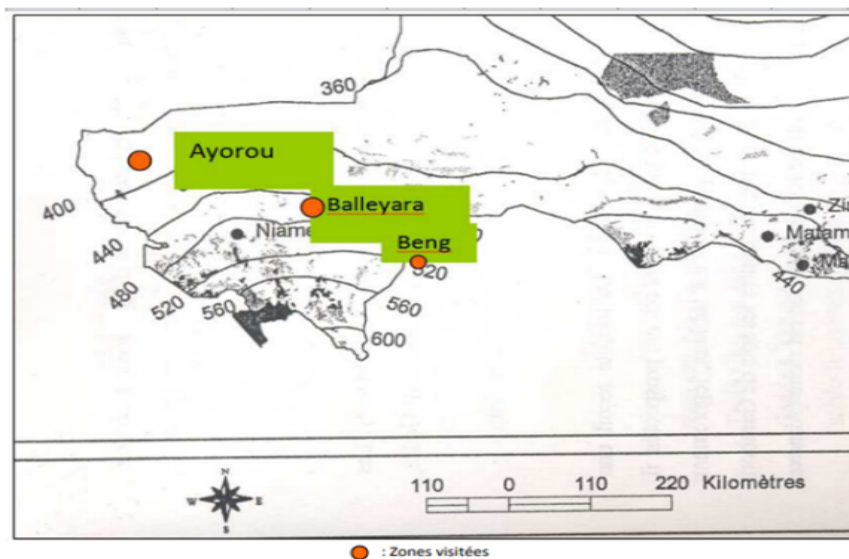 360
Ayorou
400
Balleyara
440
Niame
Beng
520
480
520
560
560
600
440
Matam
110 0 110 220 Kilomètres
N
W E
S
: Zones visitées